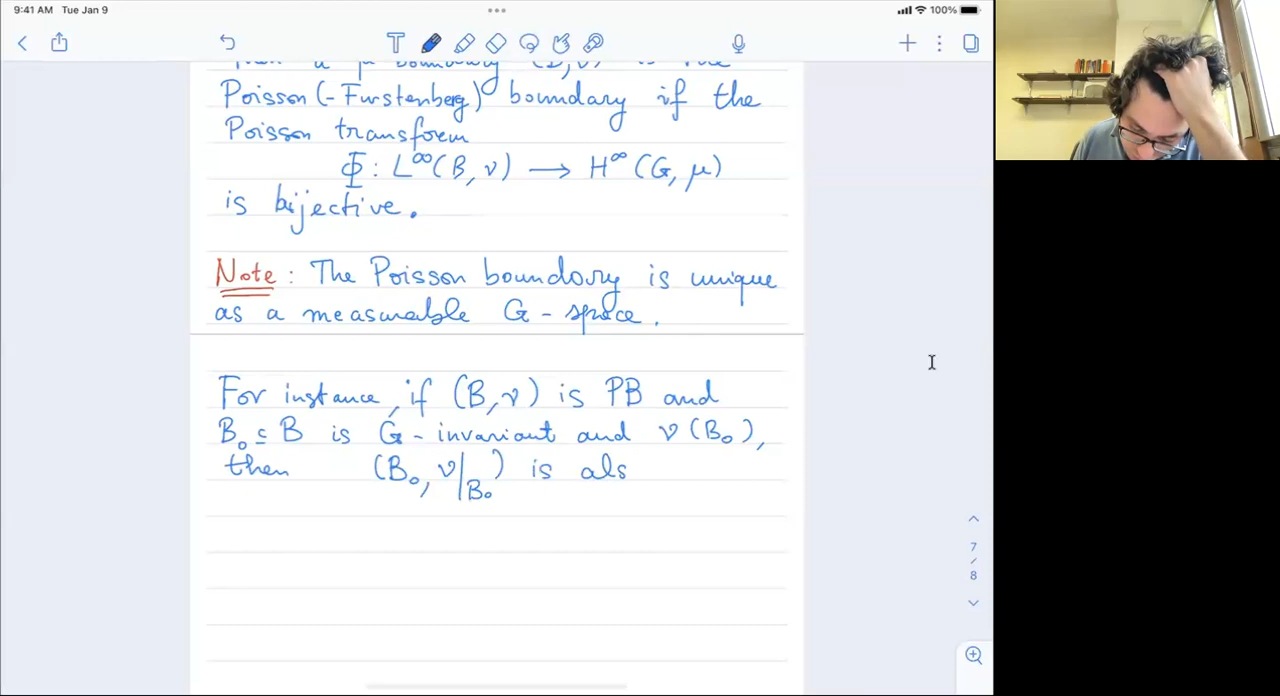 9:41 AM Tue Jan 9
100%
T
Poisson (-Furstenberg) boundary if the
Poisson transform
Φ : L^∞(B, ν) → H^∞(G, μ)
is bijective.
Note : The Poisson boundary is unique
as a measurable G - space.
For instance, if (B, ν) is PB and
B₀ ⊆ B is G - invariant and ν(B₀),
then (B₀, ν|B₀) is als
7
/
8